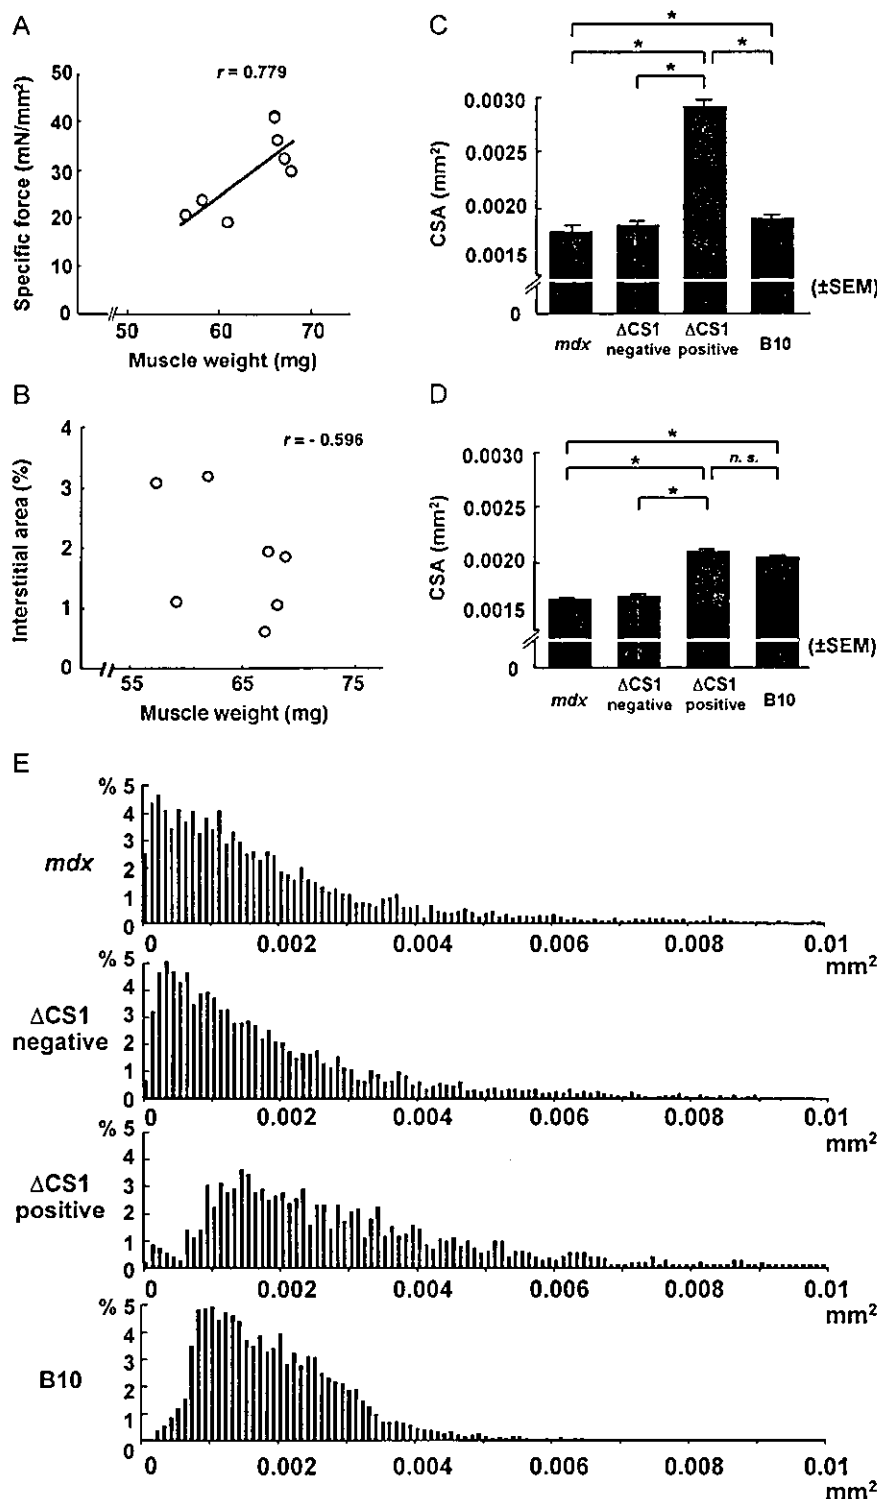 A
r = 0.779
Specific force (mN/mm²)
50
40
30
20
10
0
50 60 70
Muscle weight (mg)
B
r = - 0.596
Interstitial area (%)
4
3
2
1
0
55 65 75
Muscle weight (mg)
C
*
* *
*
CSA (mm²)
0.0030
0.0025
0.0020
0.0015
0
(±SEM)
mdx
ΔCS1 negative
ΔCS1 positive
B10
D
*
* n. s.
*
CSA (mm²)
0.0030
0.0025
0.0020
0.0015
0
(±SEM)
mdx
ΔCS1 negative
ΔCS1 positive
B10
E
mdx
% 5
4
3
2
1
0
0 0.002 0.004 0.006 0.008 0.01
mm²
ΔCS1 negative
% 5
4
3
2
1
0
0 0.002 0.004 0.006 0.008 0.01
mm²
ΔCS1 positive
% 5
4
3
2
1
0
0 0.002 0.004 0.006 0.008 0.01
mm²
B10
% 5
4
3
2
1
0
0 0.002 0.004 0.006 0.008 0.01
mm²